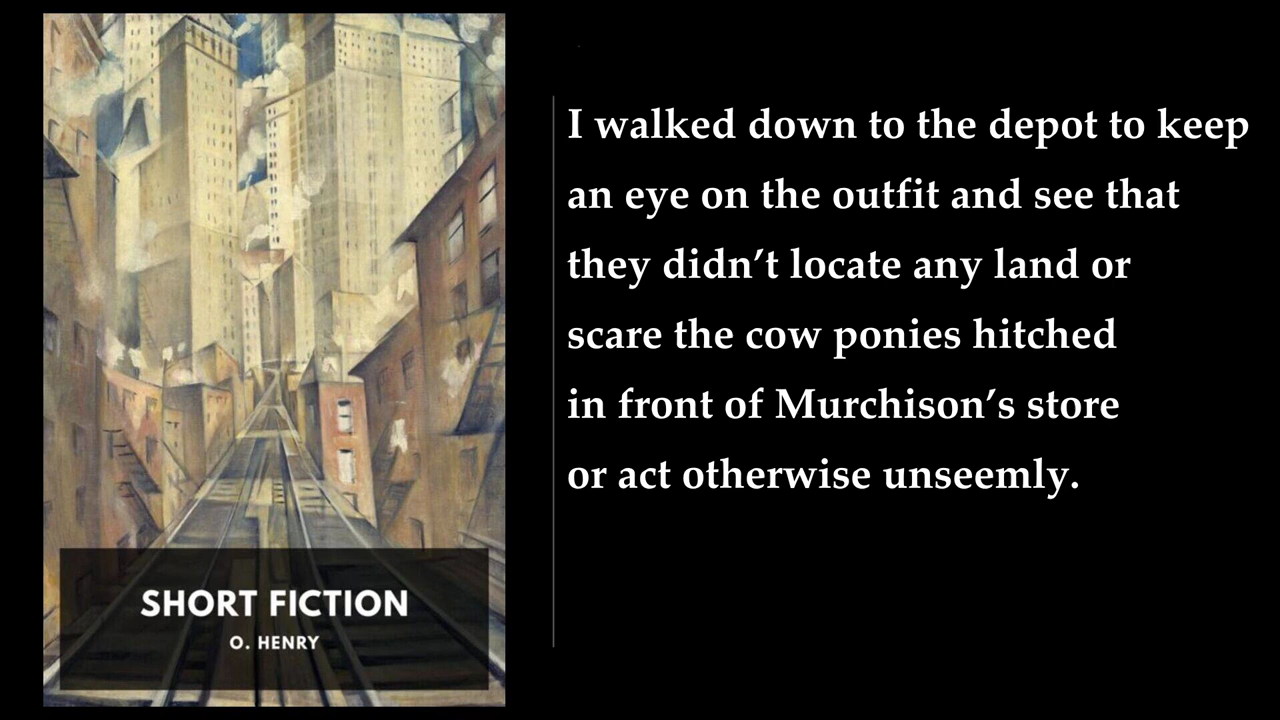 I walked down to the depot to keep
an eye on the outfit and see that
they didn’t locate any land or
scare the cow ponies hitched
in front of Murchison’s store
or act otherwise unseemly.
SHORT FICTION
O. HENRY